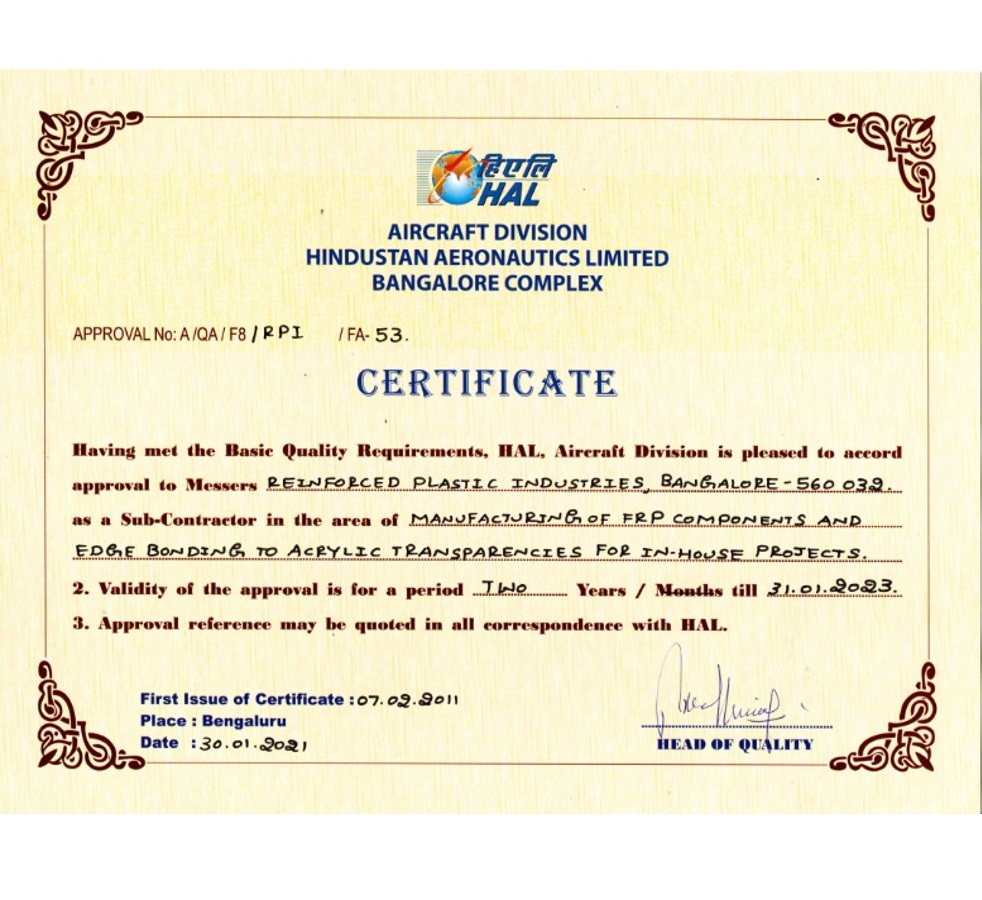 हिएलि
HAL
AIRCRAFT DIVISION
HINDUSTAN AERONAUTICS LIMITED
BANGALORE COMPLEX
APPROVAL No: A /QA / F8 / RPI / FA- 53.
CERTIFICATE
Having met the Basic Quality Requirements, HAL, Aircraft Division is pleased to accord
approval to Messers REINFORCED PLASTIC INDUSTRIES, BANGALORE - 560 032.
as a Sub-Contractor in the area of MANUFACTURING OF FRP COMPONENTS AND
EDGE BONDING TO ACRYLIC TRANSPARENCIES FOR IN-HOUSE PROJECTS.
2. Validity of the approval is for a period TWO Years / Months till 31.01.2023.
3. Approval reference may be quoted in all correspondence with HAL.
First Issue of Certificate : 07.02.2011
Place : Bengaluru
Date : 30.01.2021
HEAD OF QUALITY